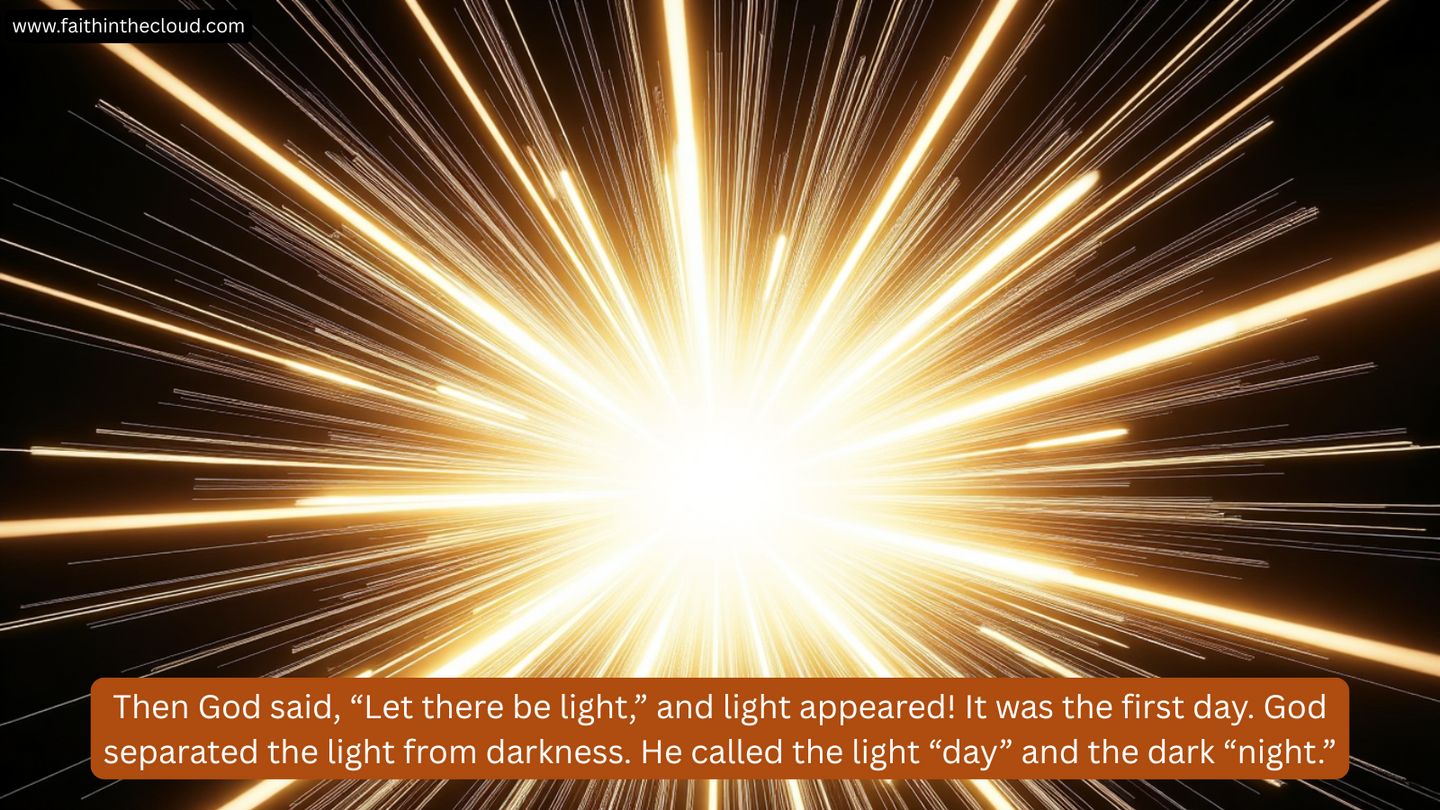 www.faithinthecloud.com
Then God said, “Let there be light,” and light appeared! It was the first day. God
separated the light from darkness. He called the light “day” and the dark “night.”